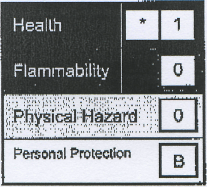 Health * 1
Flammability 0
Physical Hazard 0
Personal Protection B